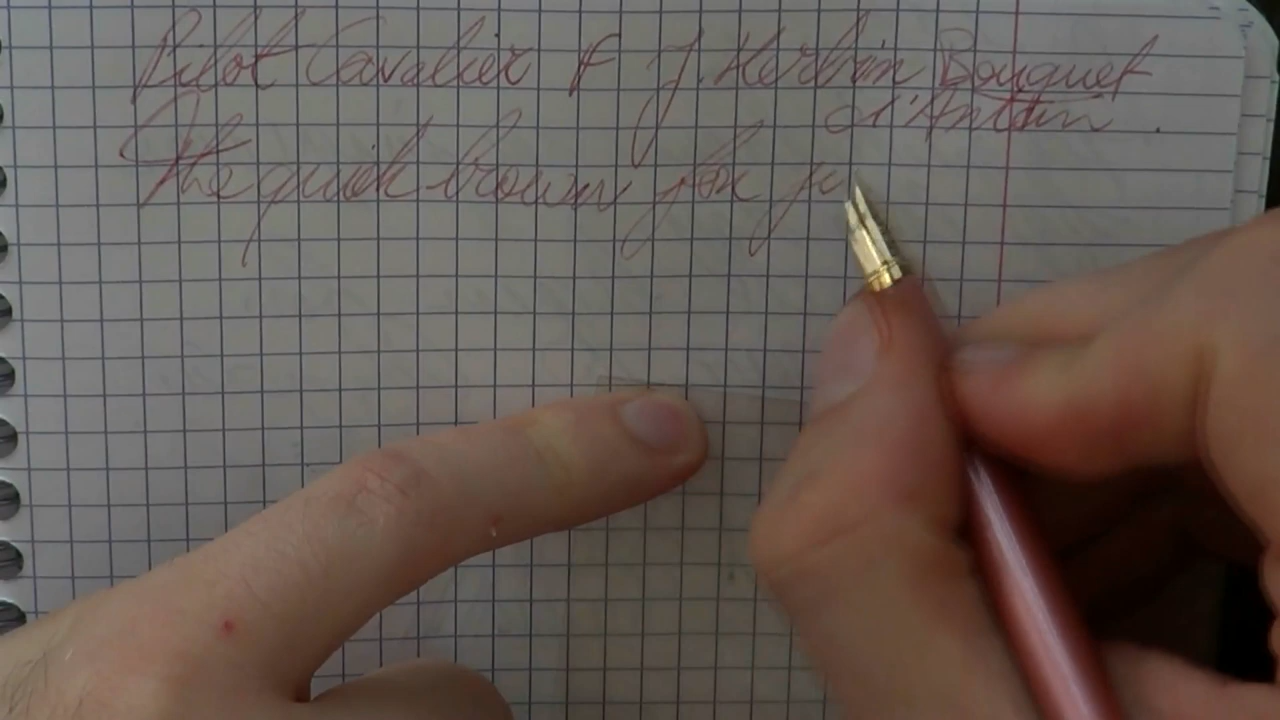 Pilot Cavalier F J. Herbin Bouquet
d'Antan.
The quick brown fox ju